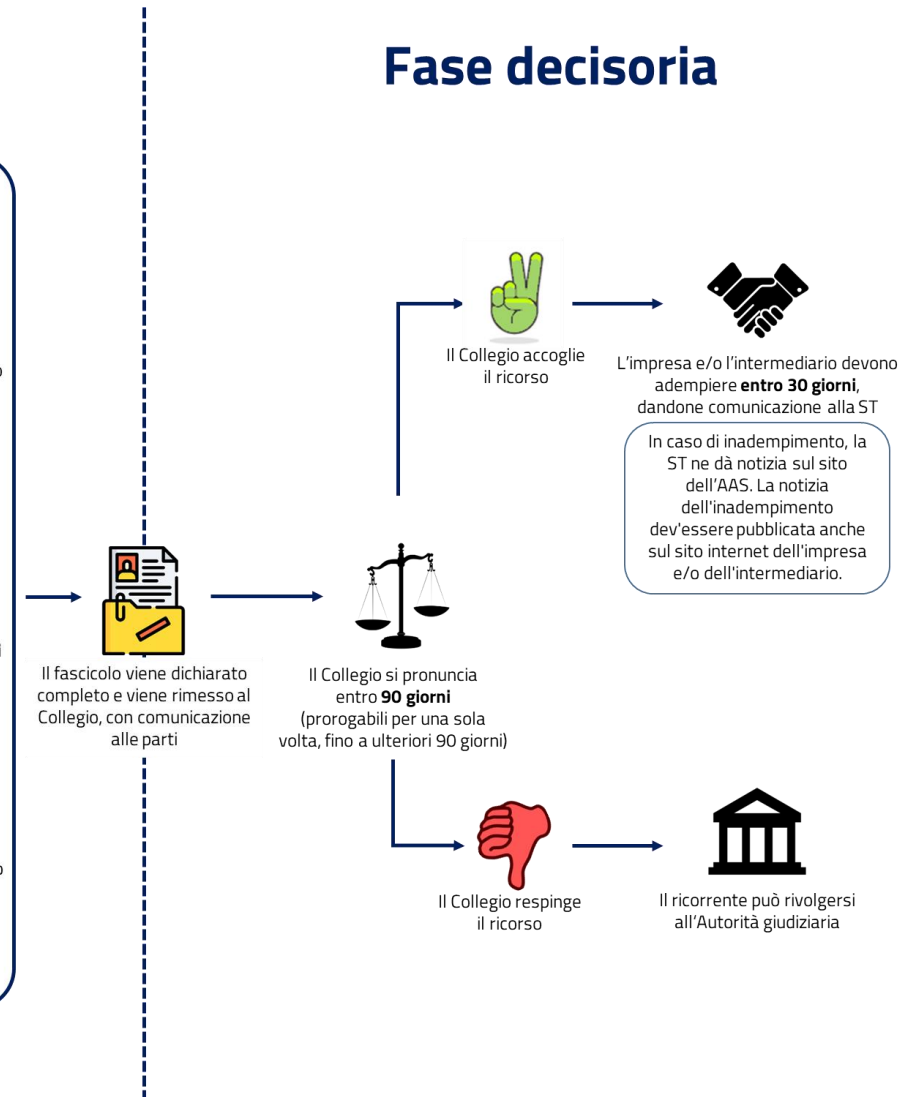 Fase decisoria
o
i
o
Il fascicolo viene dichiarato
completo e viene rimesso al
Collegio, con comunicazione
alle parti
Il Collegio si pronuncia
entro 90 giorni
(prorogabili per una sola
volta, fino a ulteriori 90 giorni)
Il Collegio accoglie
il ricorso
L’impresa e/o l’intermediario devono
adempiere entro 30 giorni,
dandone comunicazione alla ST
In caso di inadempimento, la
ST ne dà notizia sul sito
dell’AAS. La notizia
dell'inadempimento
dev'essere pubblicata anche
sul sito internet dell'impresa
e/o dell'intermediario.
Il Collegio respinge
il ricorso
Il ricorrente può rivolgersi
all’Autorità giudiziaria